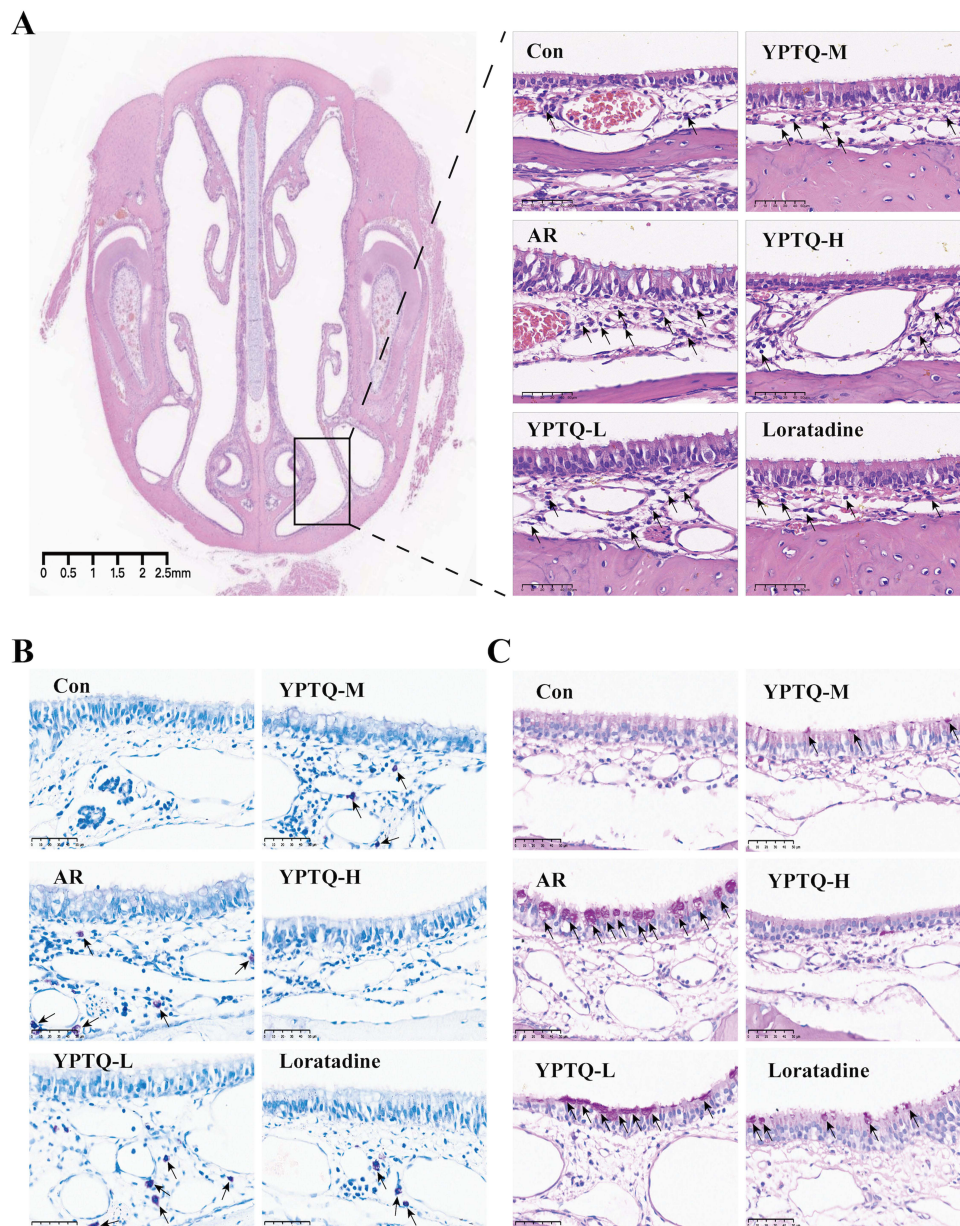 A
Con
YPTQ-M
AR
YPTQ-H
YPTQ-L
Loratadine
0 0.5 1 1.5 2 2.5mm
B
Con
YPTQ-M
AR
YPTQ-H
YPTQ-L
Loratadine
C
Con
YPTQ-M
AR
YPTQ-H
YPTQ-L
Loratadine